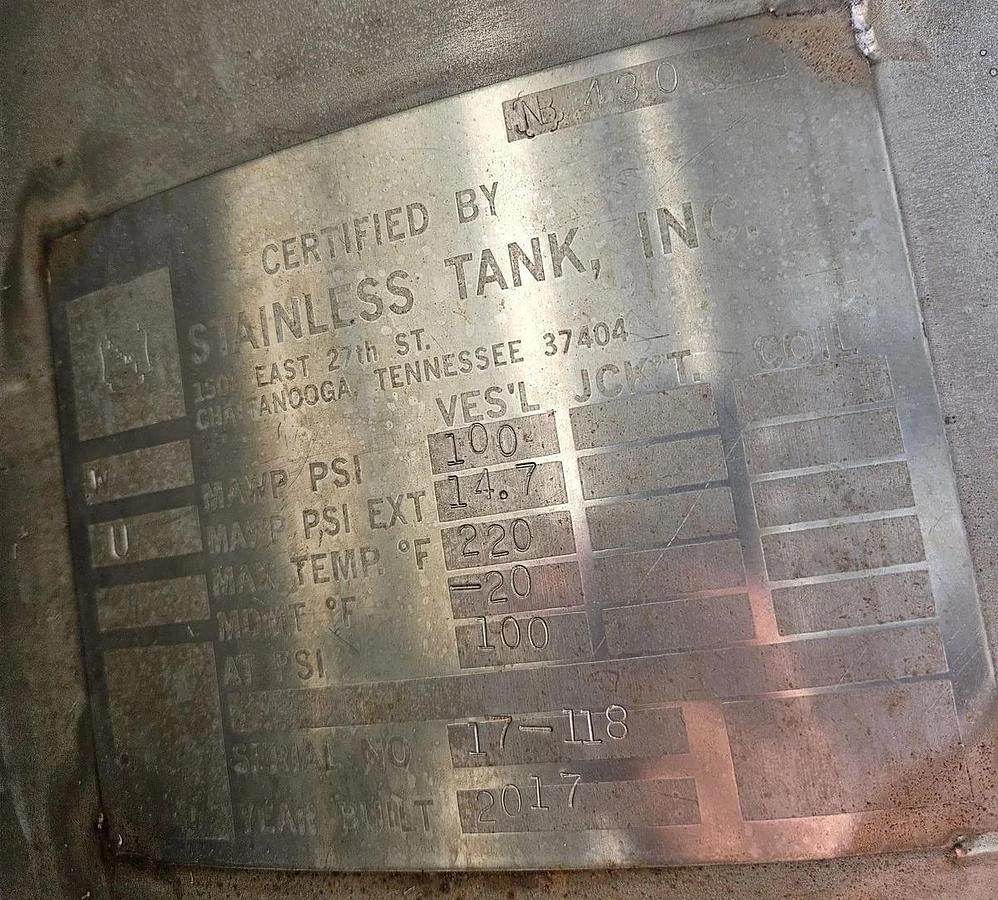 NB 430
CERTIFIED BY
STAINLESS TANK, INC.
EAST 27th ST.
CHATTANOOGA, TENNESSEE 37404
VES'L JCK'T. COIL
W
MAWP PSI 100
U
MAWP PSI EXT 14.7
MAX TEMP. °F 220
MDMT °F -20
AT PSI 100
SERIAL NO 17-118
YEAR BUILT 2017